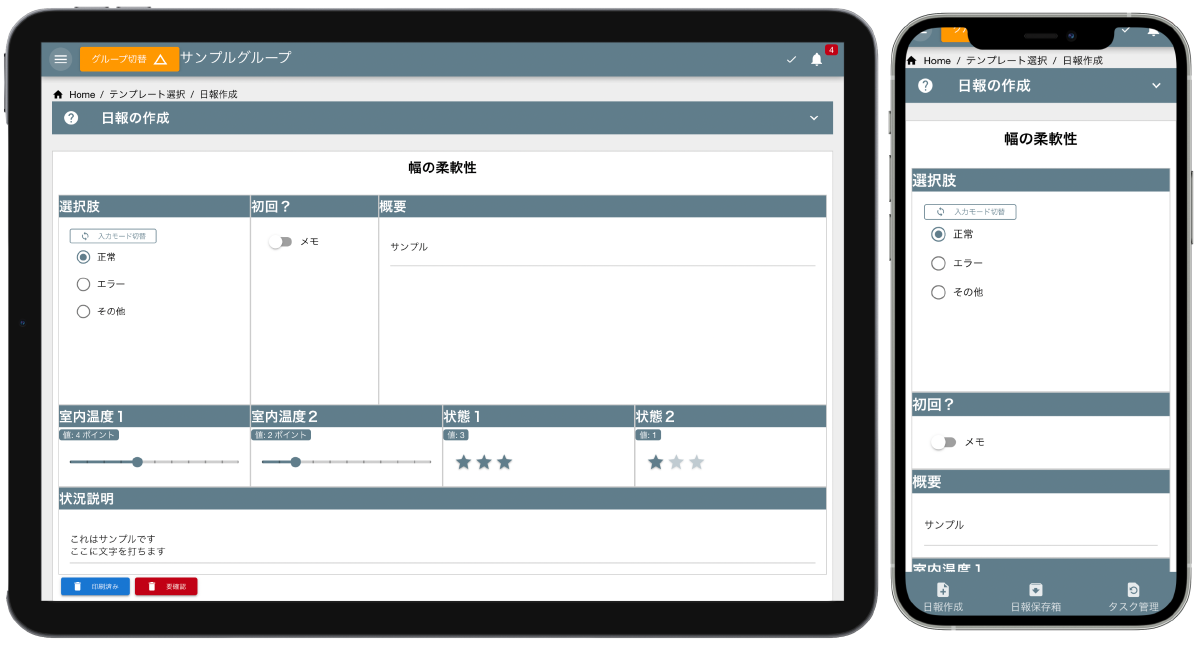 グループ切替 サンプルグループ
4
Home / テンプレート選択 / 日報作成
? 日報の作成
幅の柔軟性
選択肢 初回？ 概要
入力モード切替
正常
エラー
その他
メモ
サンプル
室内温度１ 室内温度２ 状態１ 状態２
値: 4 ポイント 値: 2 ポイント 値: 3 値: 1
状況説明
これはサンプルです
ここに文字を打ちます
印刷済み 要確認
Home / テンプレート選択 / 日報作成
? 日報の作成
幅の柔軟性
選択肢
入力モード切替
正常
エラー
その他
初回？
メモ
概要
サンプル
室内温度１
日報作成 日報保存箱 タスク管理